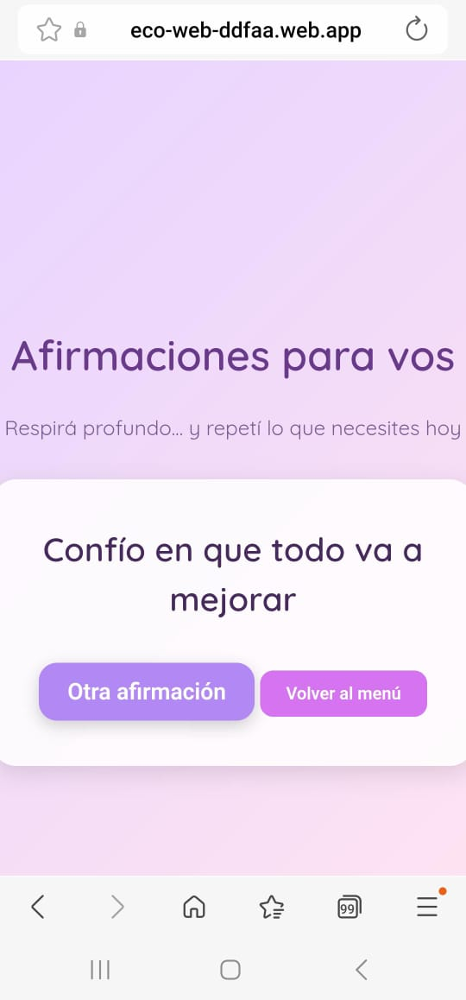 eco-web-ddfaa.web.app
Afirmaciones para vos
Respirá profundo... y repetí lo que necesites hoy
Confío en que todo va a
mejorar
Otra afirmación
Volver al menú
99